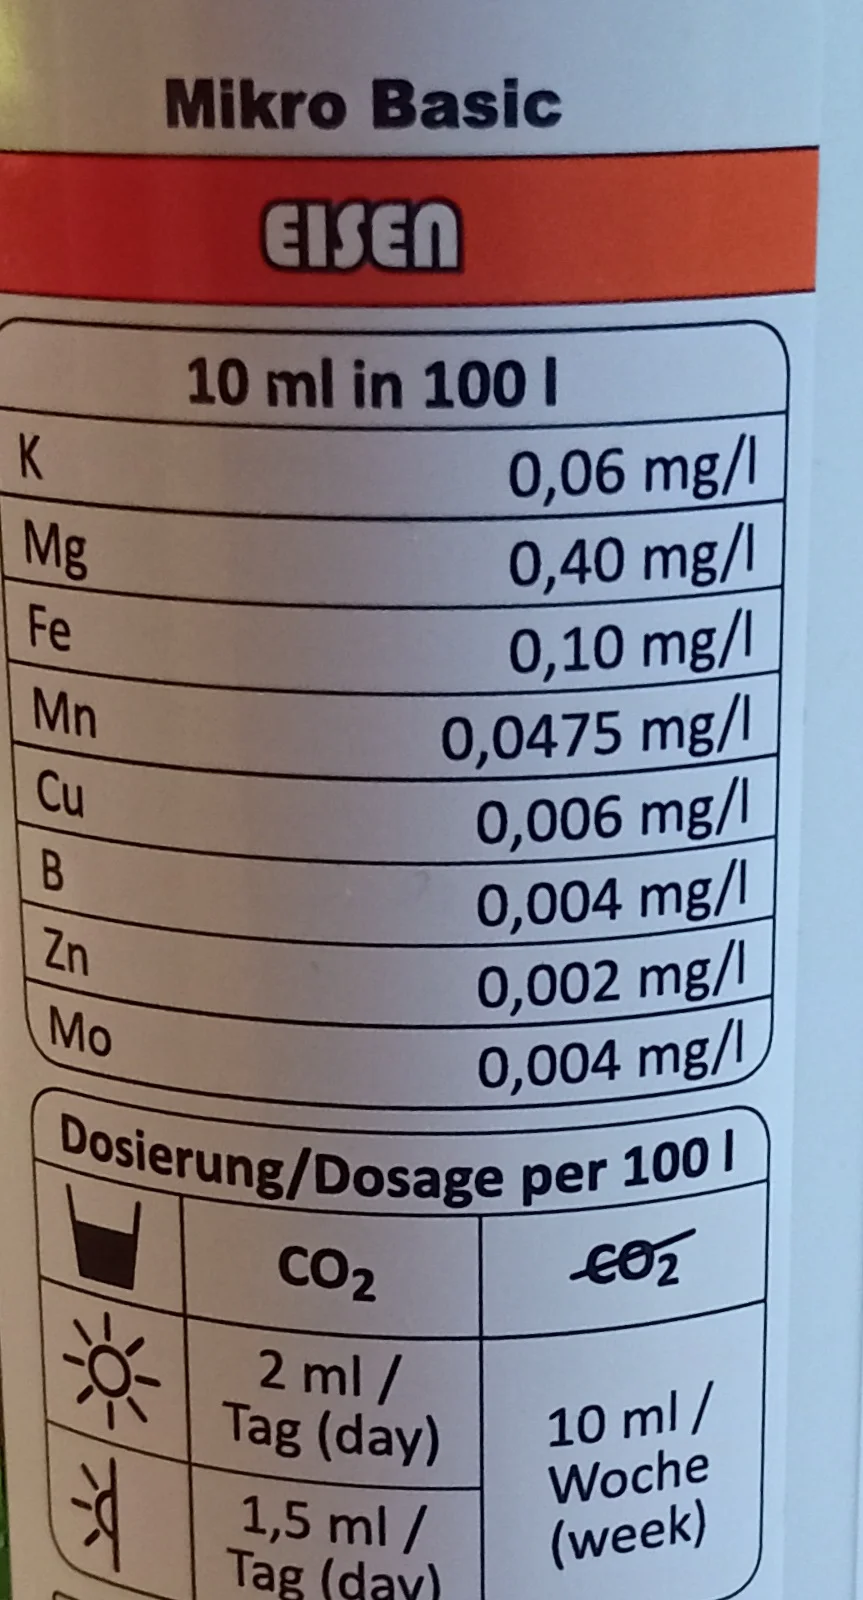 Mikro Basic
EISEN
10 ml in 100 l
K 0,06 mg/l
Mg 0,40 mg/l
Fe 0,10 mg/l
Mn 0,0475 mg/l
Cu 0,006 mg/l
B 0,004 mg/l
Zn 0,002 mg/l
Mo 0,004 mg/l
Dosierung/Dosage per 100 l
CO₂ CO₂
2 ml /
Tag (day)
1,5 ml /
Tag (day)
10 ml /
Woche
(week)